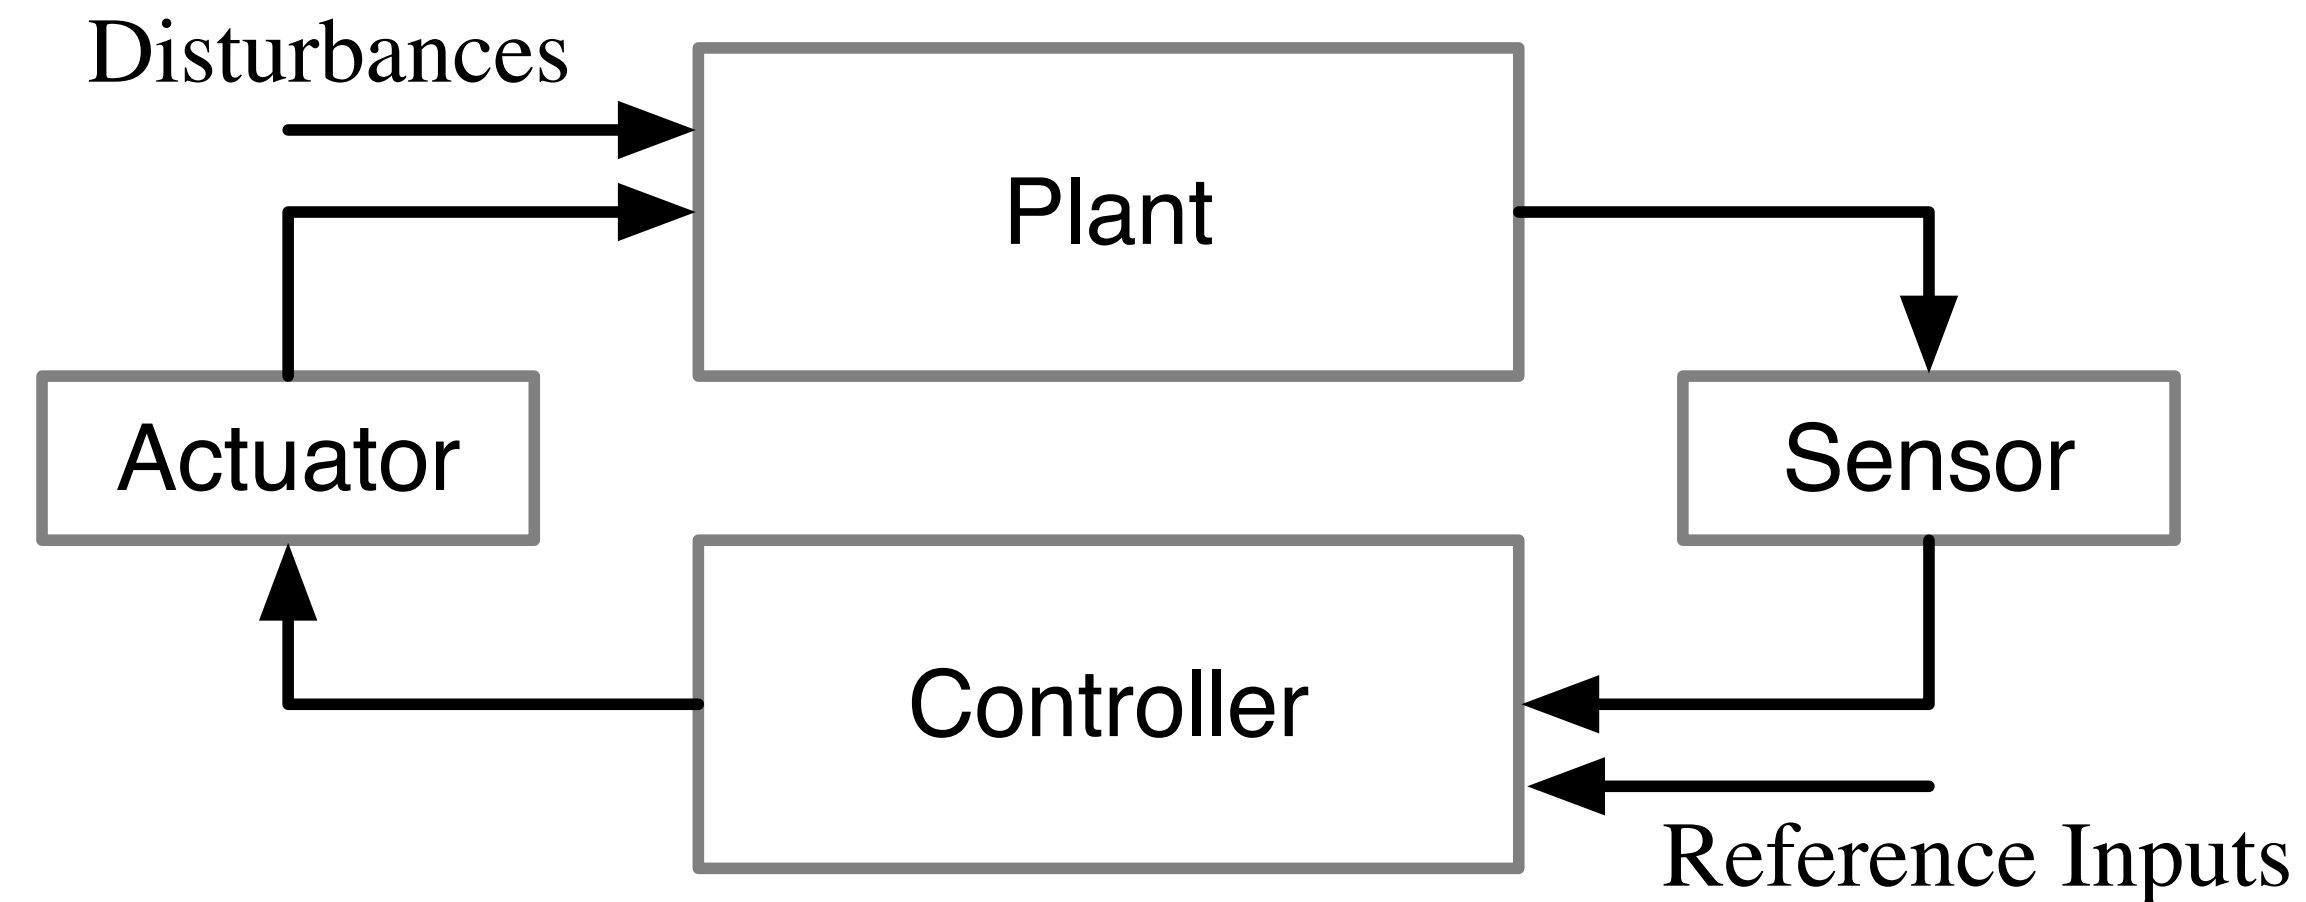 Disturbances
Plant
Actuator
Sensor
Controller
Reference Inputs